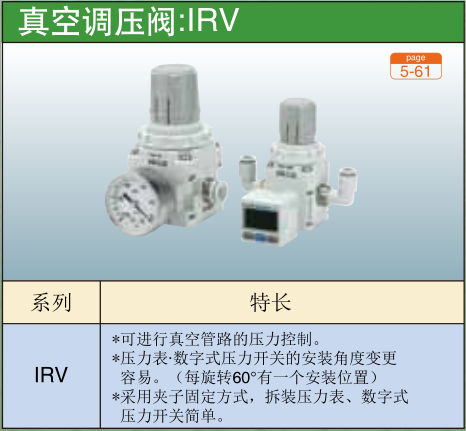 真空调压阀:IRV
page
5-61
系列
特长
IRV
*可进行真空管路的压力控制。
*压力表·数字式压力开关的安装角度变更
容易。（每旋转60°有一个安装位置）
*采用夹子固定方式，拆装压力表、数字式
压力开关简单。